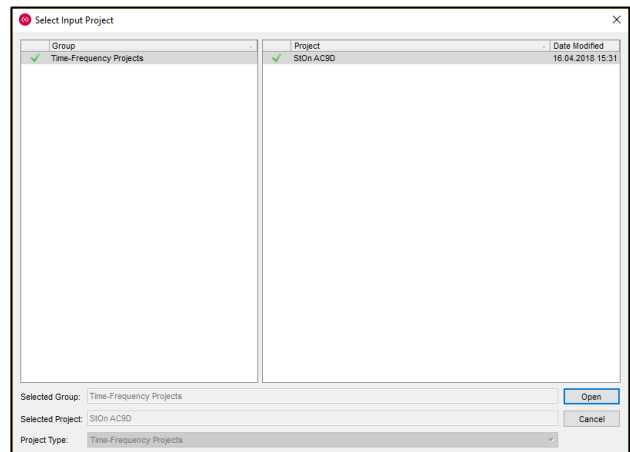 Select Input Project
Group Project Date Modified
Time-Frequency Projects StOn AC9D 16.04.2018 15:31
Selected Group: Time-Frequency Projects Open
Selected Project: StOn AC9D Cancel
Project Type: Time-Frequency Projects